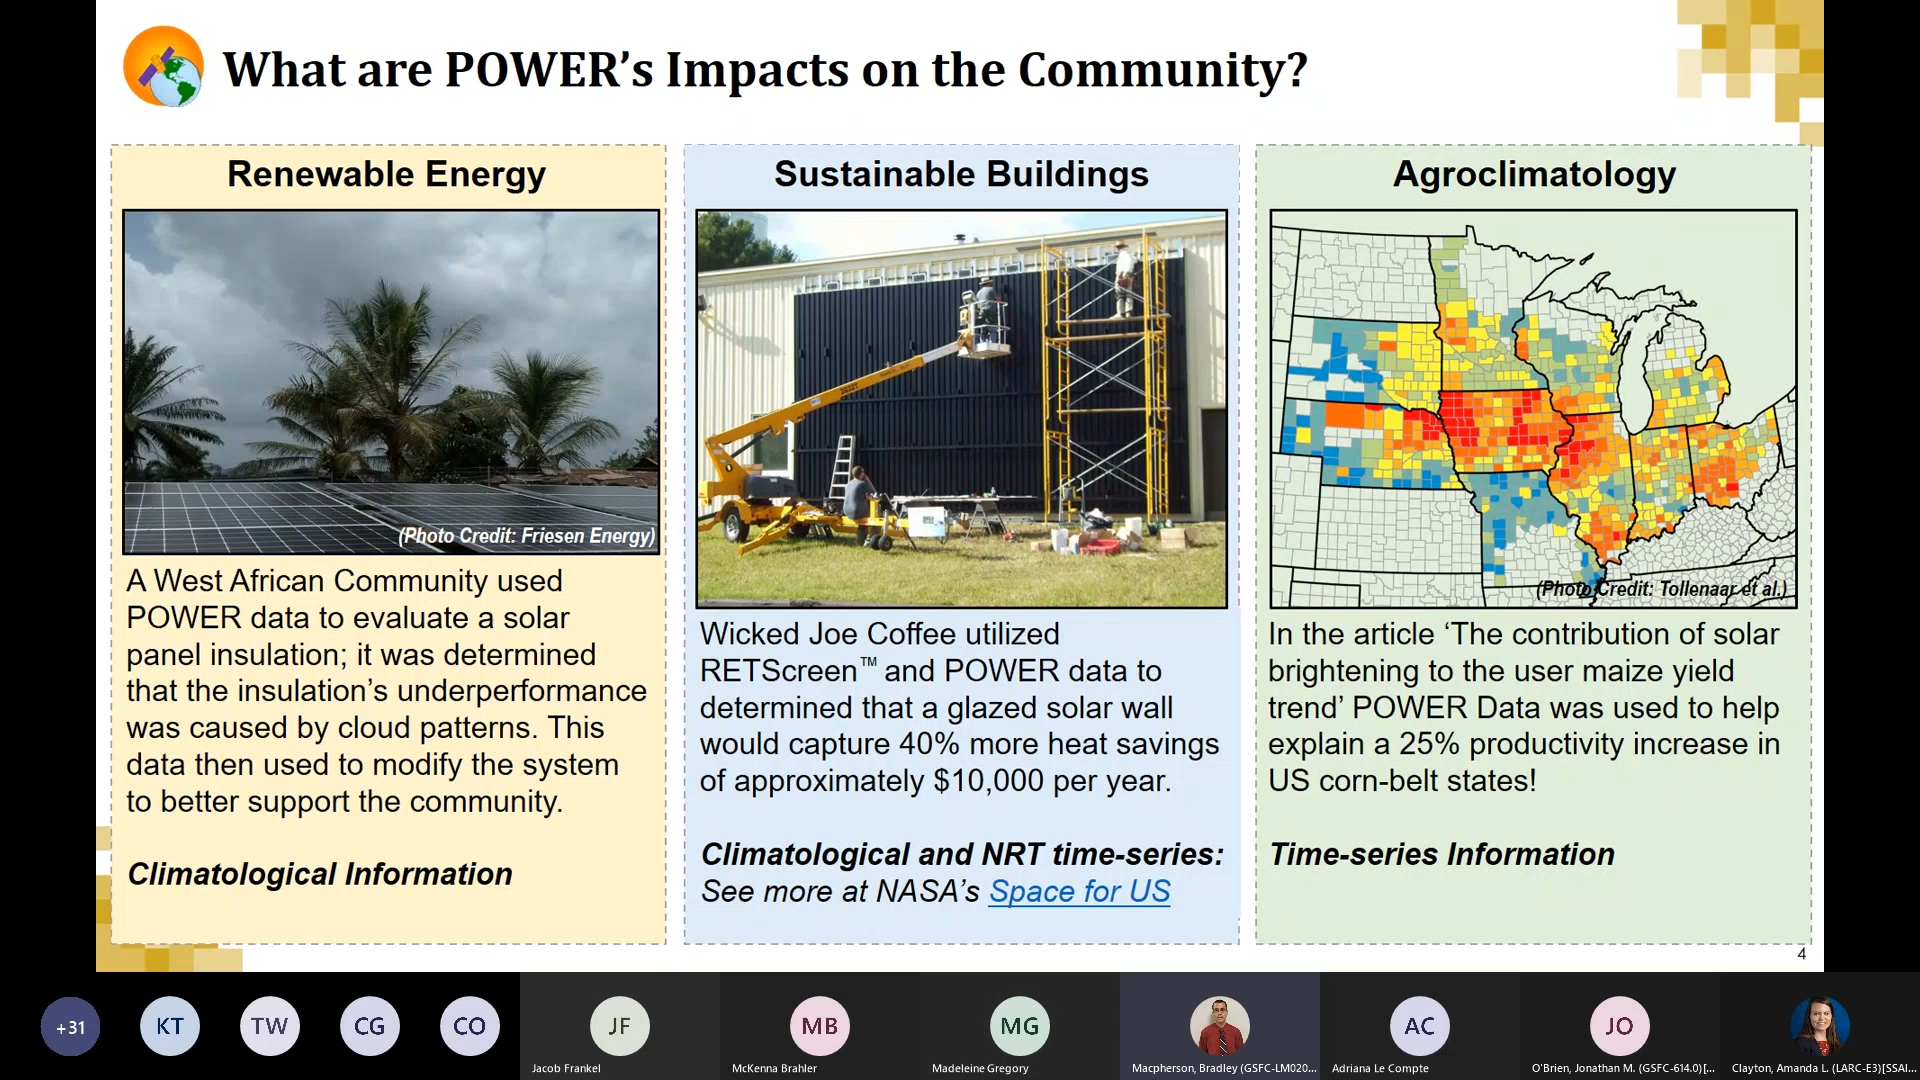 What are POWER's Impacts on the Community?
Renewable Energy
(Photo Credit: Friesen Energy)
A West African Community used
POWER data to evaluate a solar
panel insulation; it was determined
that the insulation's underperformance
was caused by cloud patterns. This
data then used to modify the system
to better support the community.
Climatological Information
Sustainable Buildings
Wicked Joe Coffee utilized
RETScreen™ and POWER data to
determined that a glazed solar wall
would capture 40% more heat savings
of approximately $10,000 per year.
Climatological and NRT time-series:
See more at NASA's Space for US
Agroclimatology
(Photo Credit: Tollenaar et al.)
In the article ‘The contribution of solar
brightening to the user maize yield
trend’ POWER Data was used to help
explain a 25% productivity increase in
US corn-belt states!
Time-series Information
4
+31
KT
TW
CG
CO
JF
Jacob Frankel
MB
McKenna Brahler
MG
Madeleine Gregory
Macpherson, Bradley (GSFC-LM020...
AC
Adriana Le Compte
JO
O'Brien, Jonathan M. (GSFC-614.0)[...
Clayton, Amanda L. (LARC-E3)[SSAI...